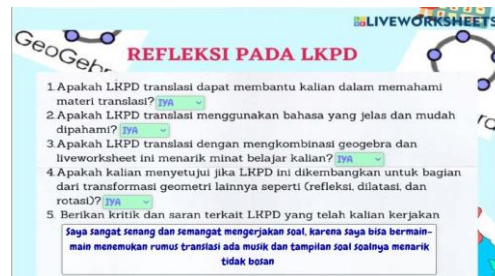 LIVEWORKSHEETS
GeoGebr
REFLEKSI PADA LKPD
1. Apakah LKPD translasi dapat membantu kalian dalam memahami
materi translasi? IYA
2. Apakah LKPD translasi menggunakan bahasa yang jelas dan mudah
dipahami? IYA
3. Apakah LKPD translasi dengan mengkombinasi geogebra dan
liveworksheet ini menarik minat belajar kalian? IYA
4. Apakah kalian menyetujui jika LKPD ini dikembangkan untuk bagian
dari transformasi geometri lainnya seperti (refleksi, dilatasi, dan
rotasi)? IYA
5. Berikan kritik dan saran terkait LKPD yang telah kalian kerjakan
Saya sangat senang dan semangat mengerjakan soal, karena saya bisa bermain-
main menemukan rumus translasi ada musik dan tampilan soal soalnya menarik
tidak bosan